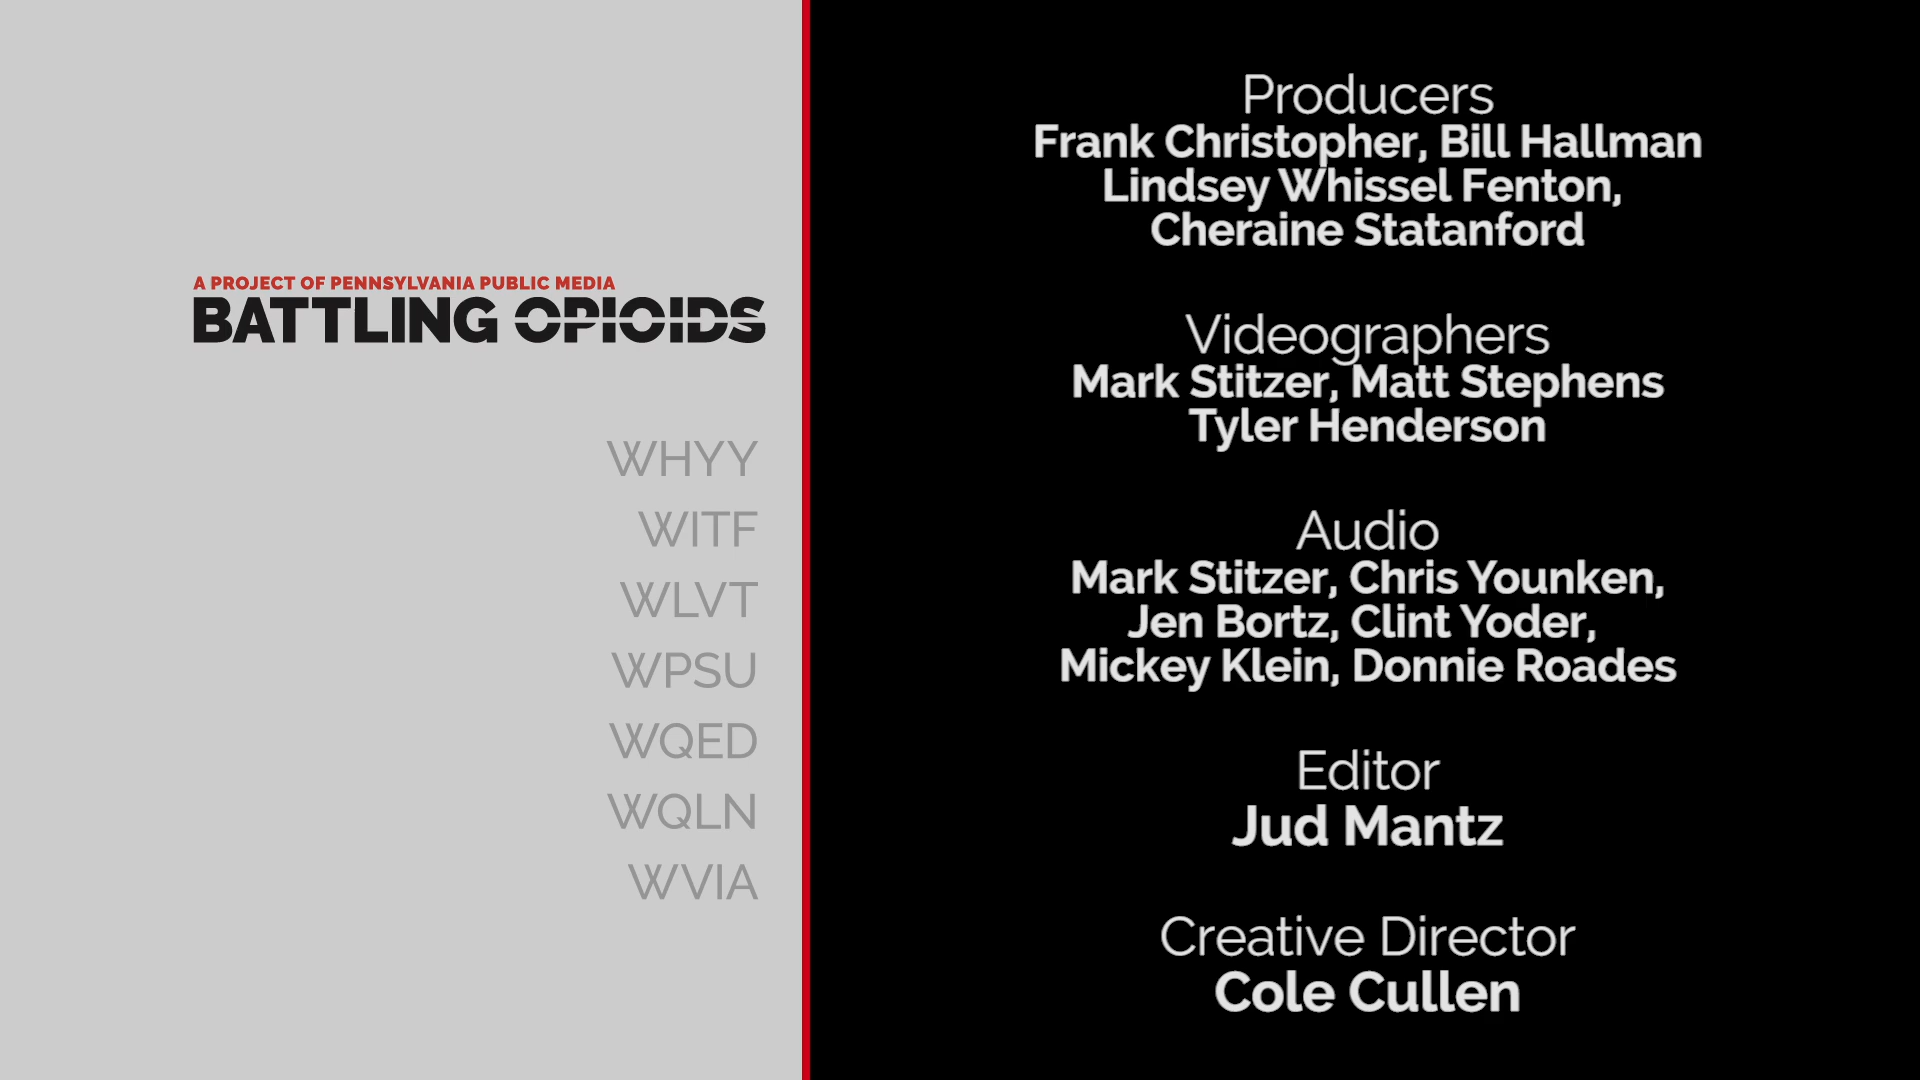 A PROJECT OF PENNSYLVANIA PUBLIC MEDIA
BATTLING OPIOIDS
WHYY
WITF
WLVT
WPSU
WQED
WQLN
WVIA
Producers
Frank Christopher, Bill Hallman
Lindsey Whissel Fenton,
Cheraine Statanford
Videographers
Mark Stitzer, Matt Stephens
Tyler Henderson
Audio
Mark Stitzer, Chris Younken,
Jen Bortz, Clint Yoder,
Mickey Klein, Donnie Roades
Editor
Jud Mantz
Creative Director
Cole Cullen